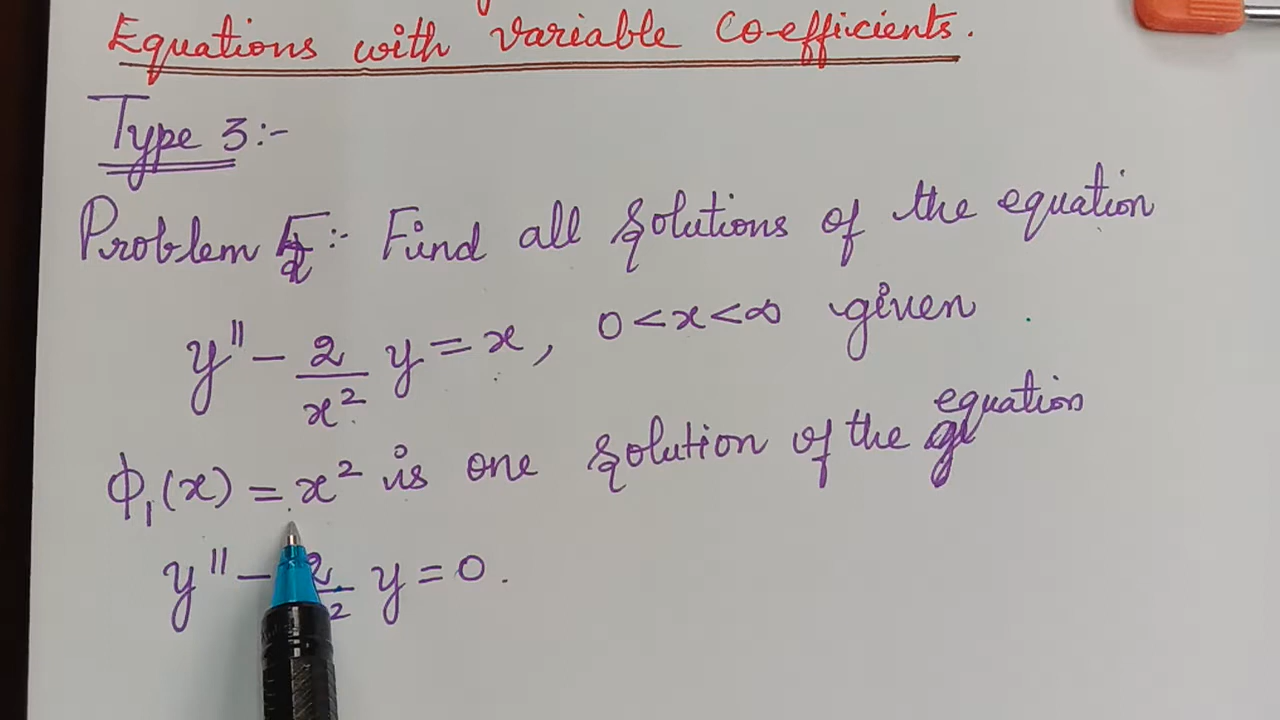 Equations with variable Co-efficients.
Type 3:-
Problem :- Find all solutions of the equation
y" - 2/x² y = x, 0 < x < ∞ given
equation
ϕ₁(x) = x² is one solution of the
y" - 2/x² y = 0.